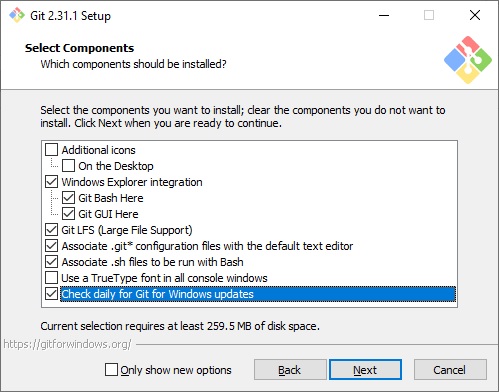 Git 2.31.1 Setup
Select Components
Which components should be installed?
Select the components you want to install; clear the components you do not want to
install. Click Next when you are ready to continue.
Additional icons
On the Desktop
Windows Explorer integration
Git Bash Here
Git GUI Here
Git LFS (Large File Support)
Associate .git* configuration files with the default text editor
Associate .sh files to be run with Bash
Use a TrueType font in all console windows
Check daily for Git for Windows updates
Current selection requires at least 259.5 MB of disk space.
https://gitforwindows.org/
Only show new options
Back
Next
Cancel